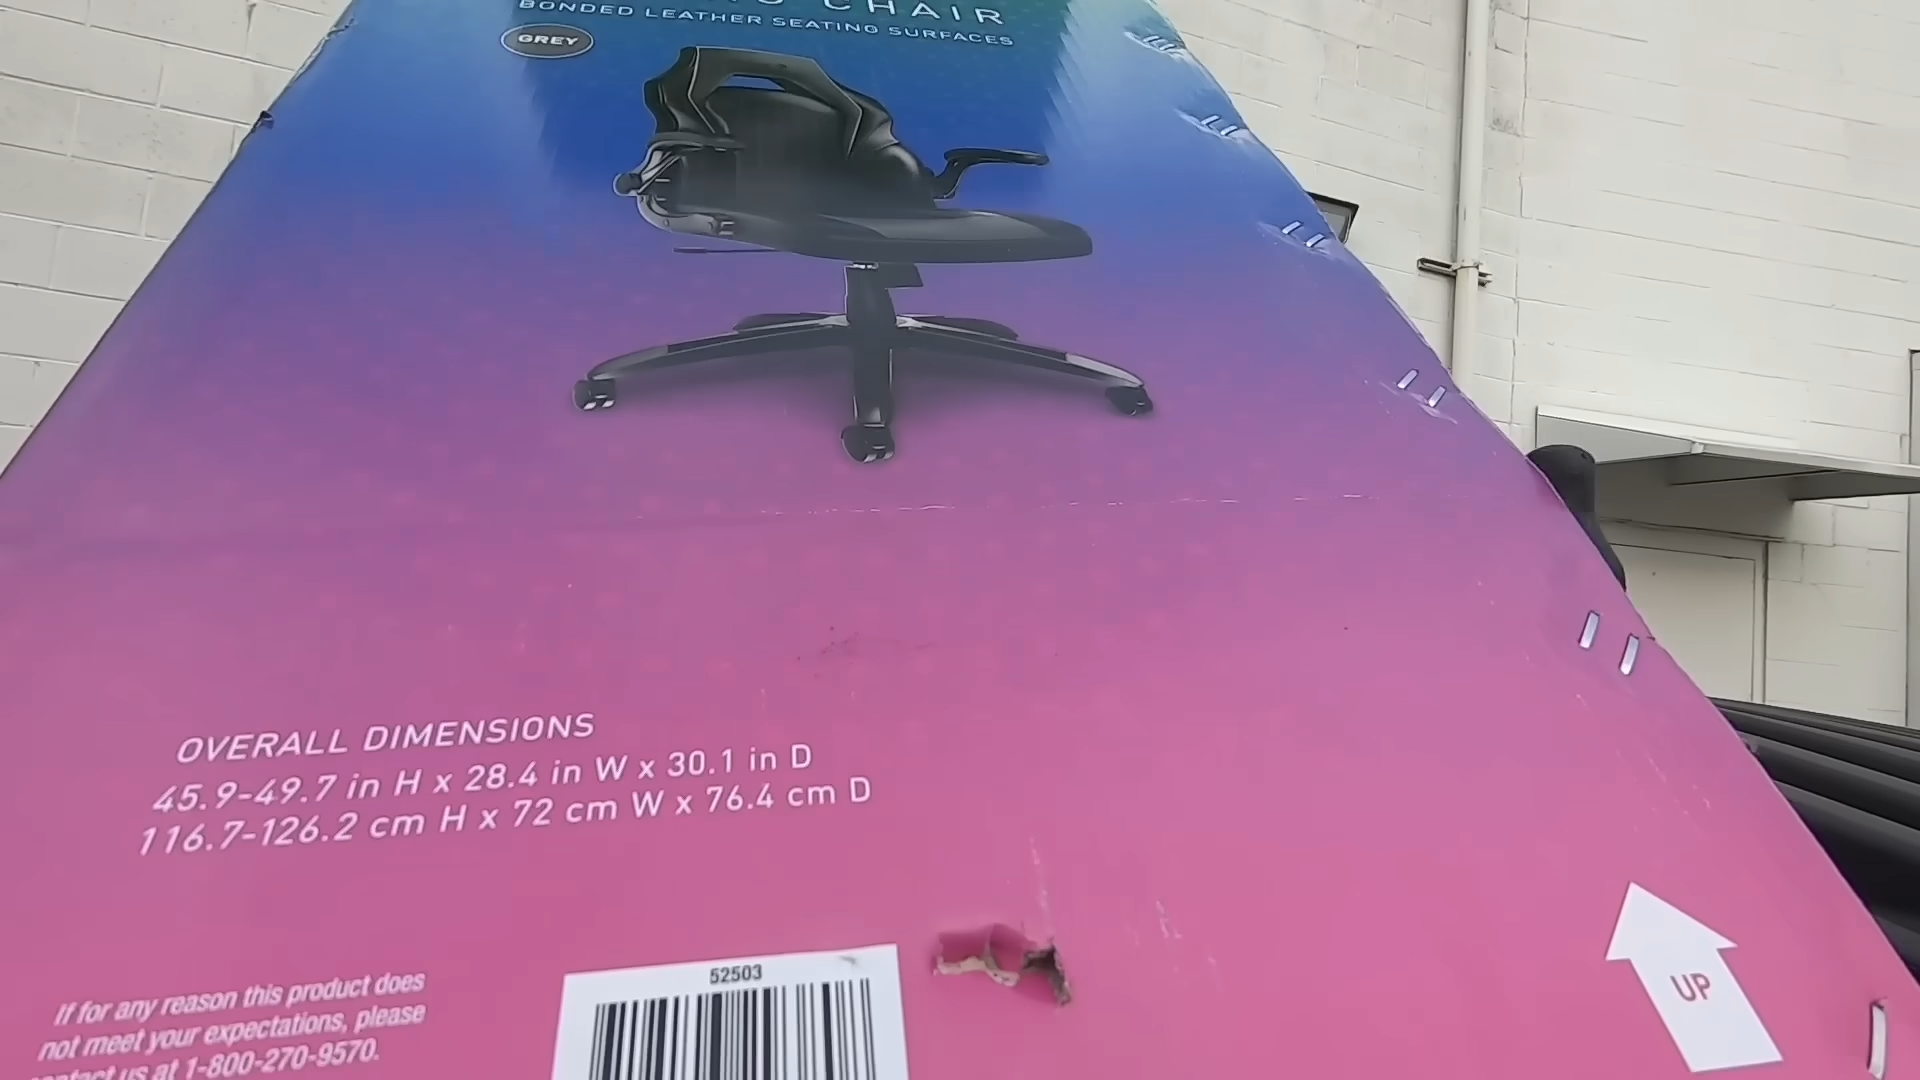 CHAIR
BONDED LEATHER SEATING SURFACES
GREY
OVERALL DIMENSIONS
45.9-49.7 in H x 28.4 in W x 30.1 in D
116.7-126.2 cm H x 72 cm W x 76.4 cm D
If for any reason this product does
not meet your expectations, please
us at 1-800-270-9570.
52503
UP